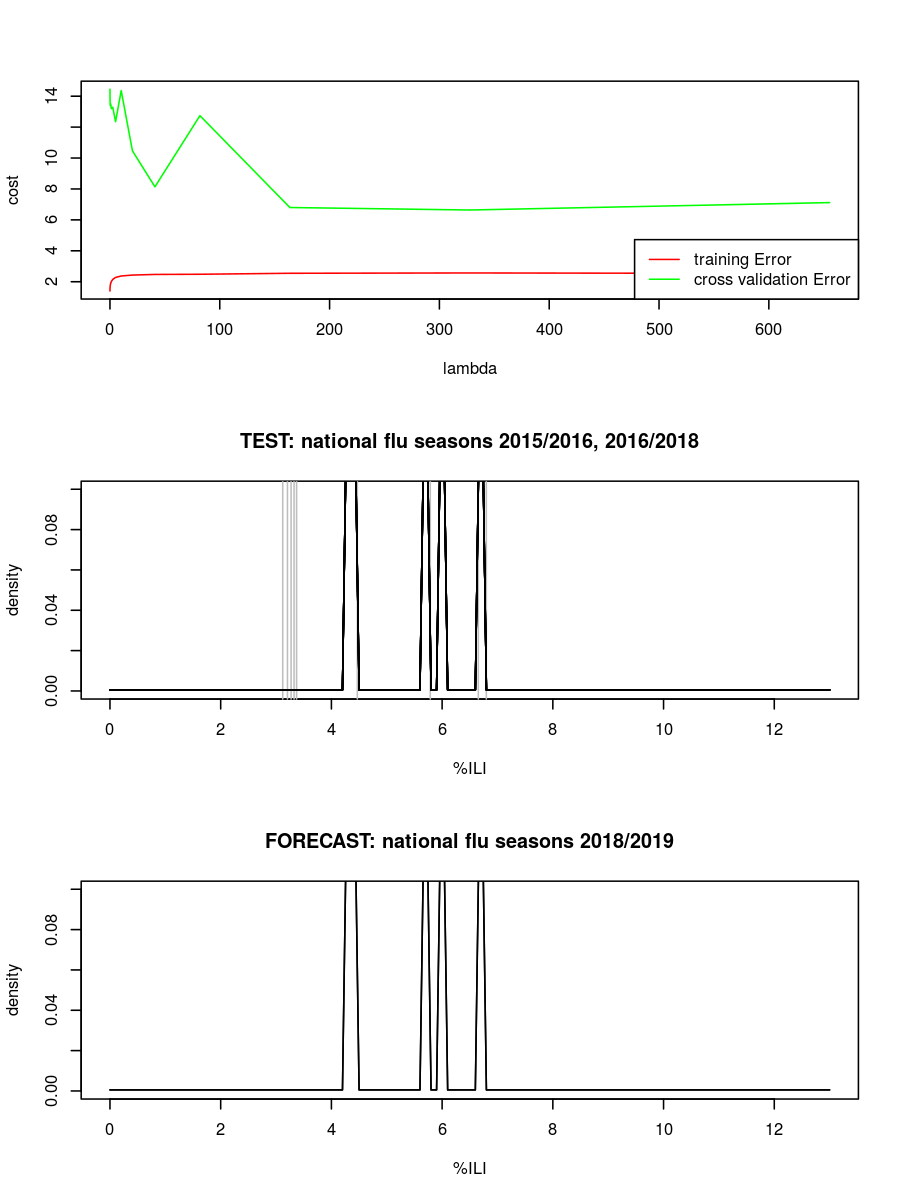 14
10
8
6
4
2
cost
training Error
cross validation Error
0 100 200 300 400 500 600
lambda
TEST: national flu seasons 2015/2016, 2016/2018
0.08
0.04
0.00
density
0 2 4 6 8 10 12
%ILI
FORECAST: national flu seasons 2018/2019
0.08
0.04
0.00
density
0 2 4 6 8 10 12
%ILI